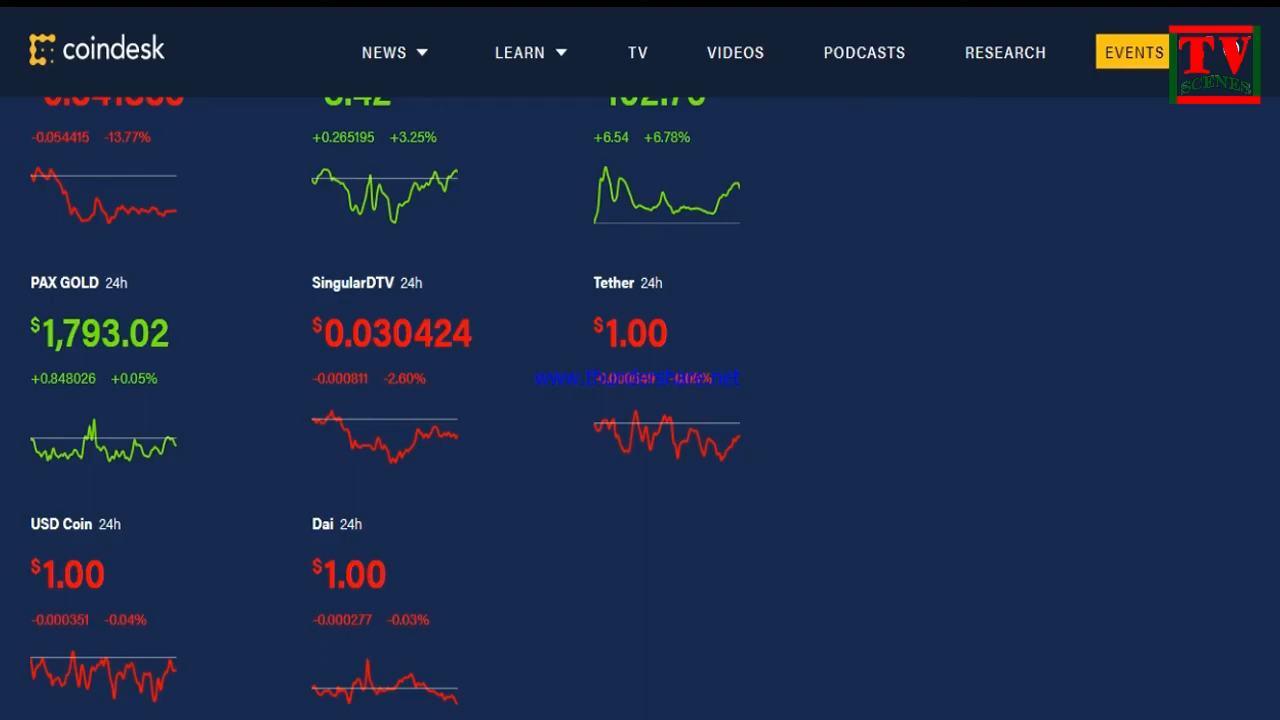 coindesk
NEWS LEARN TV VIDEOS PODCASTS RESEARCH EVENTS
TV
SCENES
-0.054415 -13.77% +0.265195 +3.25% +6.54 +6.78%
PAX GOLD 24h SingularDTV 24h Tether 24h
$1,793.02 $0.030424 $1.00
+0.848026 +0.05% -0.000811 -2.60%
USD Coin 24h Dai 24h
$1.00 $1.00
-0.000351 -0.04% -0.000277 -0.03%